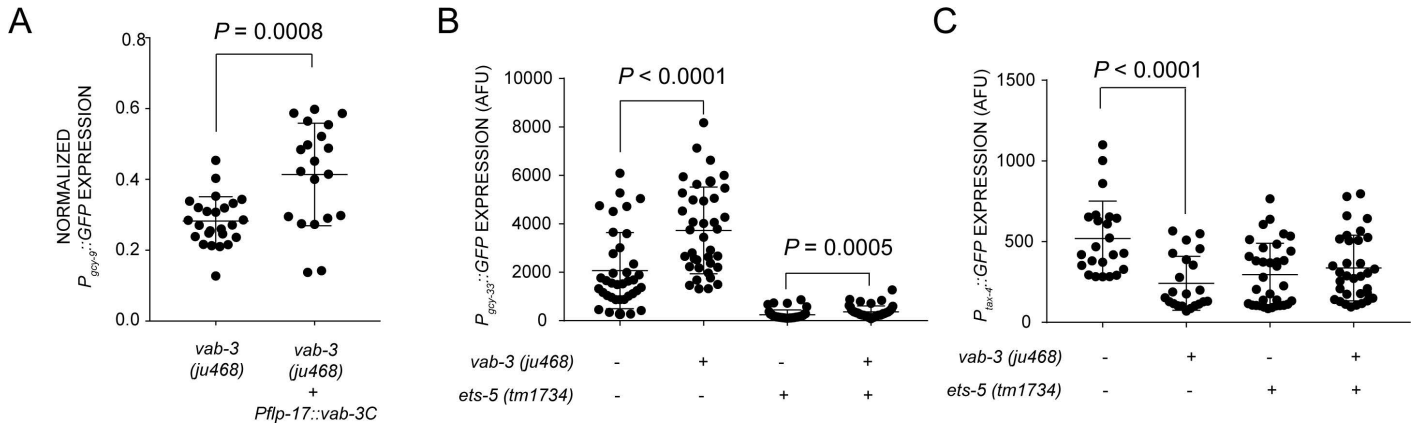 A
NORMALIZED
Pgcy-9::GFP EXPRESSION
0.8
0.6
0.4
0.2
0.0
P = 0.0008
vab-3
(ju468)
vab-3
(ju468)
+
Pflp-17::vab-3C
B
Pgcy-33::GFP EXPRESSION (AFU)
10000
8000
6000
4000
2000
0
P < 0.0001
P = 0.0005
vab-3 (ju468) - + - +
ets-5 (tm1734) - - + +
C
Ptax-4::GFP EXPRESSION (AFU)
1500
1000
500
0
P < 0.0001
vab-3 (ju468) - + - +
ets-5 (tm1734) - - + +